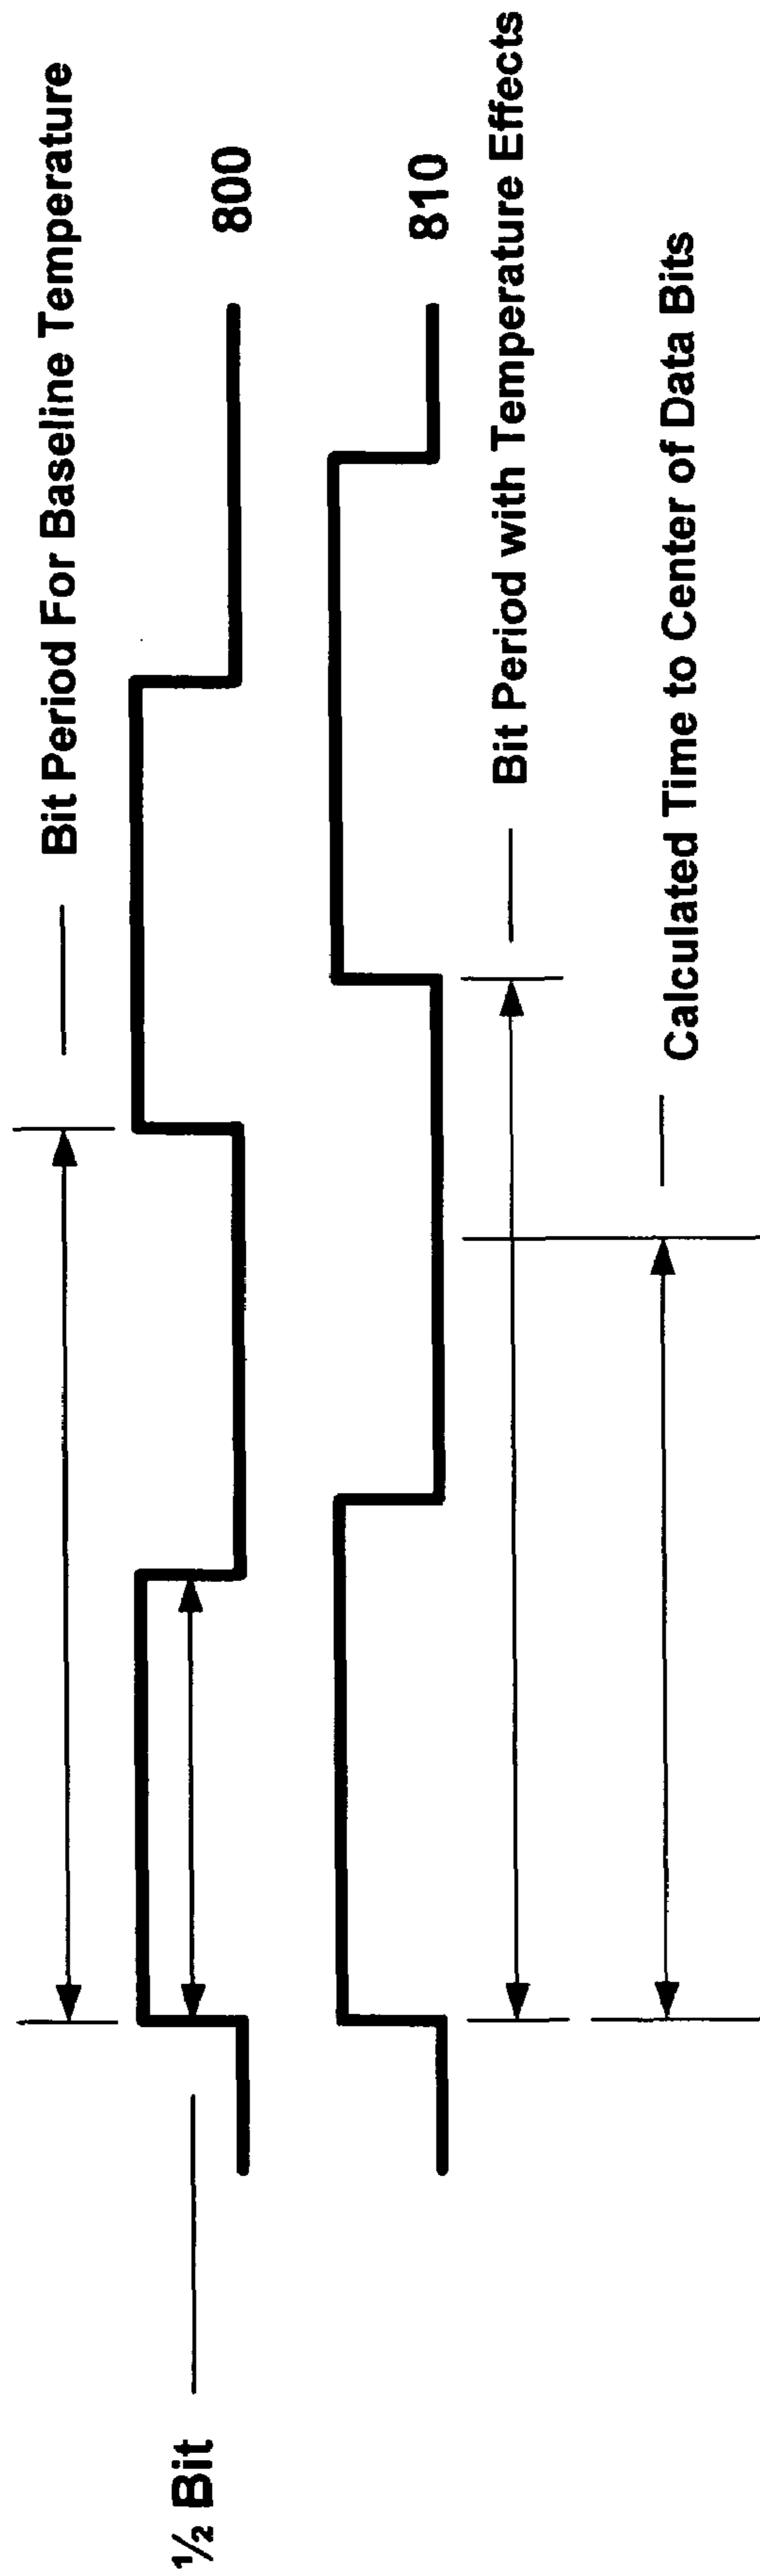 Bit Period For Baseline Temperature
½ Bit
800
810
Bit Period with Temperature Effects
Calculated Time to Center of Data Bits